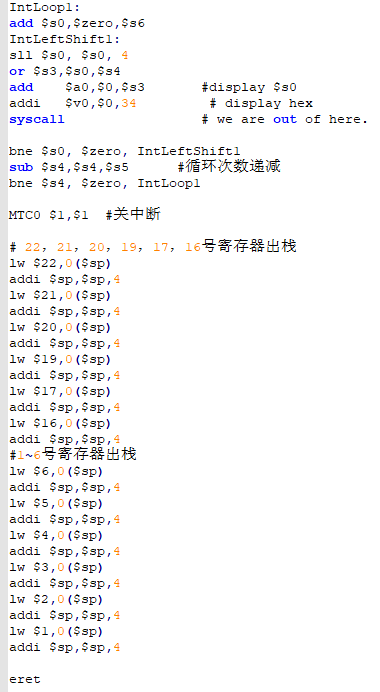 IntLoop1:
add $s0,$zero,$s6
IntLeftShift1:
sll $s0, $s0, 4
or $s3,$s0,$s4
add    $a0,$0,$s3       #display $s0
addi   $v0,$0,34         # display hex
syscall                 # we are out of here.

bne $s0, $zero, IntLeftShift1
sub $s4,$s4,$s5      #循环次数递减
bne $s4, $zero, IntLoop1

MTC0 $1,$1  #关中断

# 22, 21, 20, 19, 17, 16号寄存器出栈
lw $22,0($sp)
addi $sp,$sp,4
lw $21,0($sp)
addi $sp,$sp,4
lw $20,0($sp)
addi $sp,$sp,4
lw $19,0($sp)
addi $sp,$sp,4
lw $17,0($sp)
addi $sp,$sp,4
lw $16,0($sp)
addi $sp,$sp,4
#1~6号寄存器出栈
lw $6,0($sp)
addi $sp,$sp,4
lw $5,0($sp)
addi $sp,$sp,4
lw $4,0($sp)
addi $sp,$sp,4
lw $3,0($sp)
addi $sp,$sp,4
lw $2,0($sp)
addi $sp,$sp,4
lw $1,0($sp)
addi $sp,$sp,4

eret